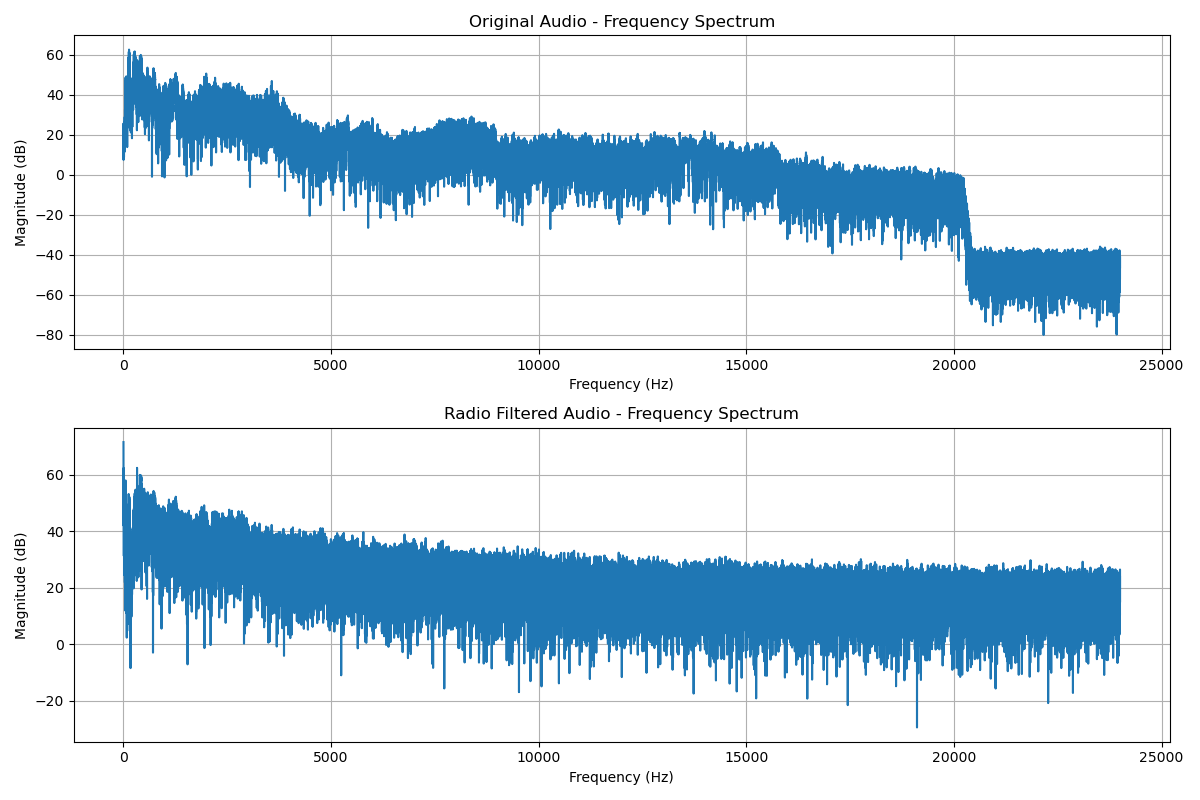 Original Audio - Frequency Spectrum
60
40
20
0
−20
−40
−60
−80
Magnitude (dB)
0 5000 10000 15000 20000 25000
Frequency (Hz)
Radio Filtered Audio - Frequency Spectrum
60
40
20
0
−20
Magnitude (dB)
0 5000 10000 15000 20000 25000
Frequency (Hz)